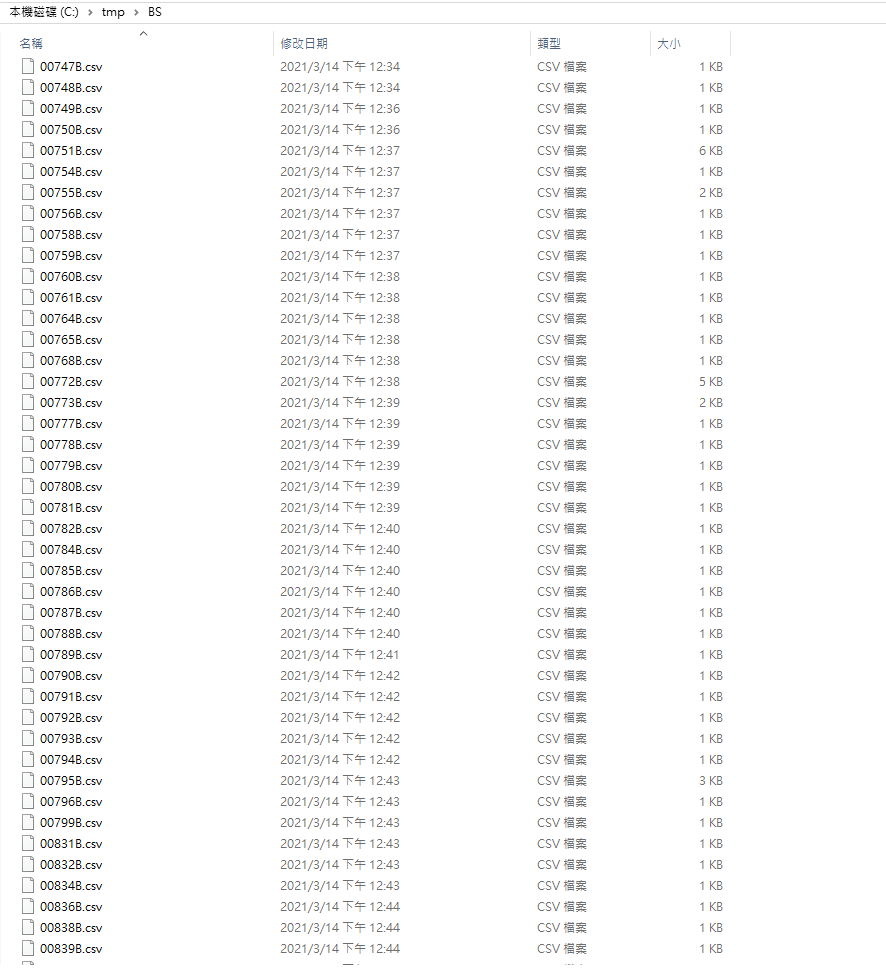 本機磁碟 (C:) › tmp › BS
名稱 修改日期 類型 大小
00747B.csv 2021/3/14 下午 12:34 CSV 檔案 1 KB
00748B.csv 2021/3/14 下午 12:34 CSV 檔案 1 KB
00749B.csv 2021/3/14 下午 12:36 CSV 檔案 1 KB
00750B.csv 2021/3/14 下午 12:36 CSV 檔案 1 KB
00751B.csv 2021/3/14 下午 12:37 CSV 檔案 6 KB
00754B.csv 2021/3/14 下午 12:37 CSV 檔案 1 KB
00755B.csv 2021/3/14 下午 12:37 CSV 檔案 2 KB
00756B.csv 2021/3/14 下午 12:37 CSV 檔案 1 KB
00758B.csv 2021/3/14 下午 12:37 CSV 檔案 1 KB
00759B.csv 2021/3/14 下午 12:37 CSV 檔案 1 KB
00760B.csv 2021/3/14 下午 12:38 CSV 檔案 1 KB
00761B.csv 2021/3/14 下午 12:38 CSV 檔案 1 KB
00764B.csv 2021/3/14 下午 12:38 CSV 檔案 1 KB
00765B.csv 2021/3/14 下午 12:38 CSV 檔案 1 KB
00768B.csv 2021/3/14 下午 12:38 CSV 檔案 1 KB
00772B.csv 2021/3/14 下午 12:38 CSV 檔案 5 KB
00773B.csv 2021/3/14 下午 12:39 CSV 檔案 2 KB
00777B.csv 2021/3/14 下午 12:39 CSV 檔案 1 KB
00778B.csv 2021/3/14 下午 12:39 CSV 檔案 1 KB
00779B.csv 2021/3/14 下午 12:39 CSV 檔案 1 KB
00780B.csv 2021/3/14 下午 12:39 CSV 檔案 1 KB
00781B.csv 2021/3/14 下午 12:39 CSV 檔案 1 KB
00782B.csv 2021/3/14 下午 12:40 CSV 檔案 1 KB
00784B.csv 2021/3/14 下午 12:40 CSV 檔案 1 KB
00785B.csv 2021/3/14 下午 12:40 CSV 檔案 1 KB
00786B.csv 2021/3/14 下午 12:40 CSV 檔案 1 KB
00787B.csv 2021/3/14 下午 12:40 CSV 檔案 1 KB
00788B.csv 2021/3/14 下午 12:40 CSV 檔案 1 KB
00789B.csv 2021/3/14 下午 12:41 CSV 檔案 1 KB
00790B.csv 2021/3/14 下午 12:42 CSV 檔案 1 KB
00791B.csv 2021/3/14 下午 12:42 CSV 檔案 1 KB
00792B.csv 2021/3/14 下午 12:42 CSV 檔案 1 KB
00793B.csv 2021/3/14 下午 12:42 CSV 檔案 1 KB
00794B.csv 2021/3/14 下午 12:42 CSV 檔案 1 KB
00795B.csv 2021/3/14 下午 12:43 CSV 檔案 3 KB
00796B.csv 2021/3/14 下午 12:43 CSV 檔案 1 KB
00799B.csv 2021/3/14 下午 12:43 CSV 檔案 1 KB
00831B.csv 2021/3/14 下午 12:43 CSV 檔案 1 KB
00832B.csv 2021/3/14 下午 12:43 CSV 檔案 1 KB
00834B.csv 2021/3/14 下午 12:43 CSV 檔案 1 KB
00836B.csv 2021/3/14 下午 12:44 CSV 檔案 1 KB
00838B.csv 2021/3/14 下午 12:44 CSV 檔案 1 KB
00839B.csv 2021/3/14 下午 12:44 CSV 檔案 1 KB